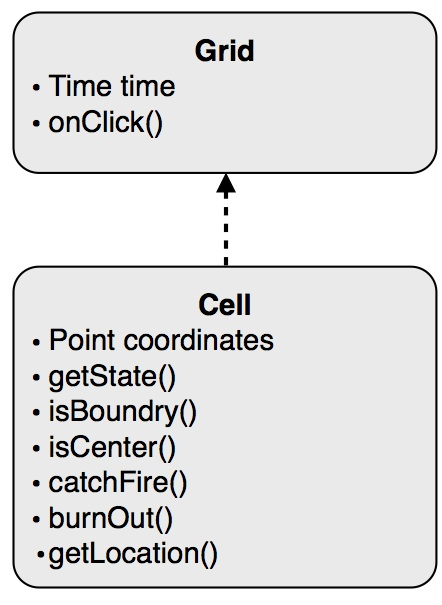 Grid
• Time time
• onClick()
Cell
• Point coordinates
• getState()
• isBoundry()
• isCenter()
• catchFire()
• burnOut()
• getLocation()